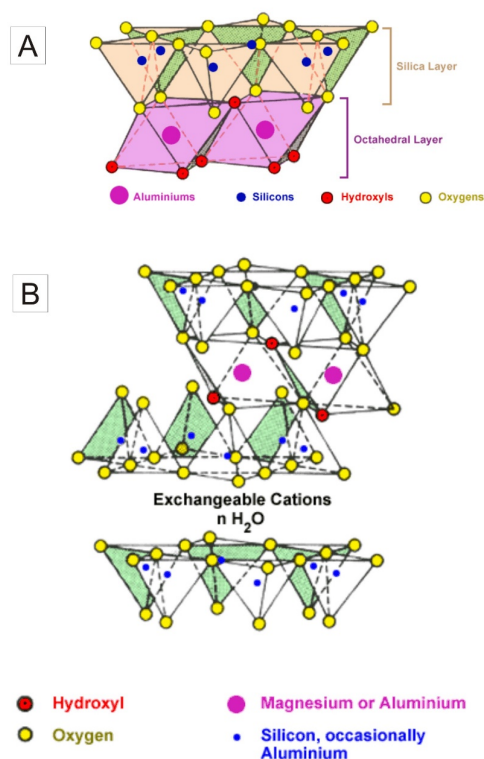 A
Silica Layer
Octahedral Layer
Aluminiums Silicons Hydroxyls Oxygens
B
Exchangeable Cations
n H₂O
Hydroxyl Magnesium or Aluminium
Oxygen Silicon, occasionally
Aluminium